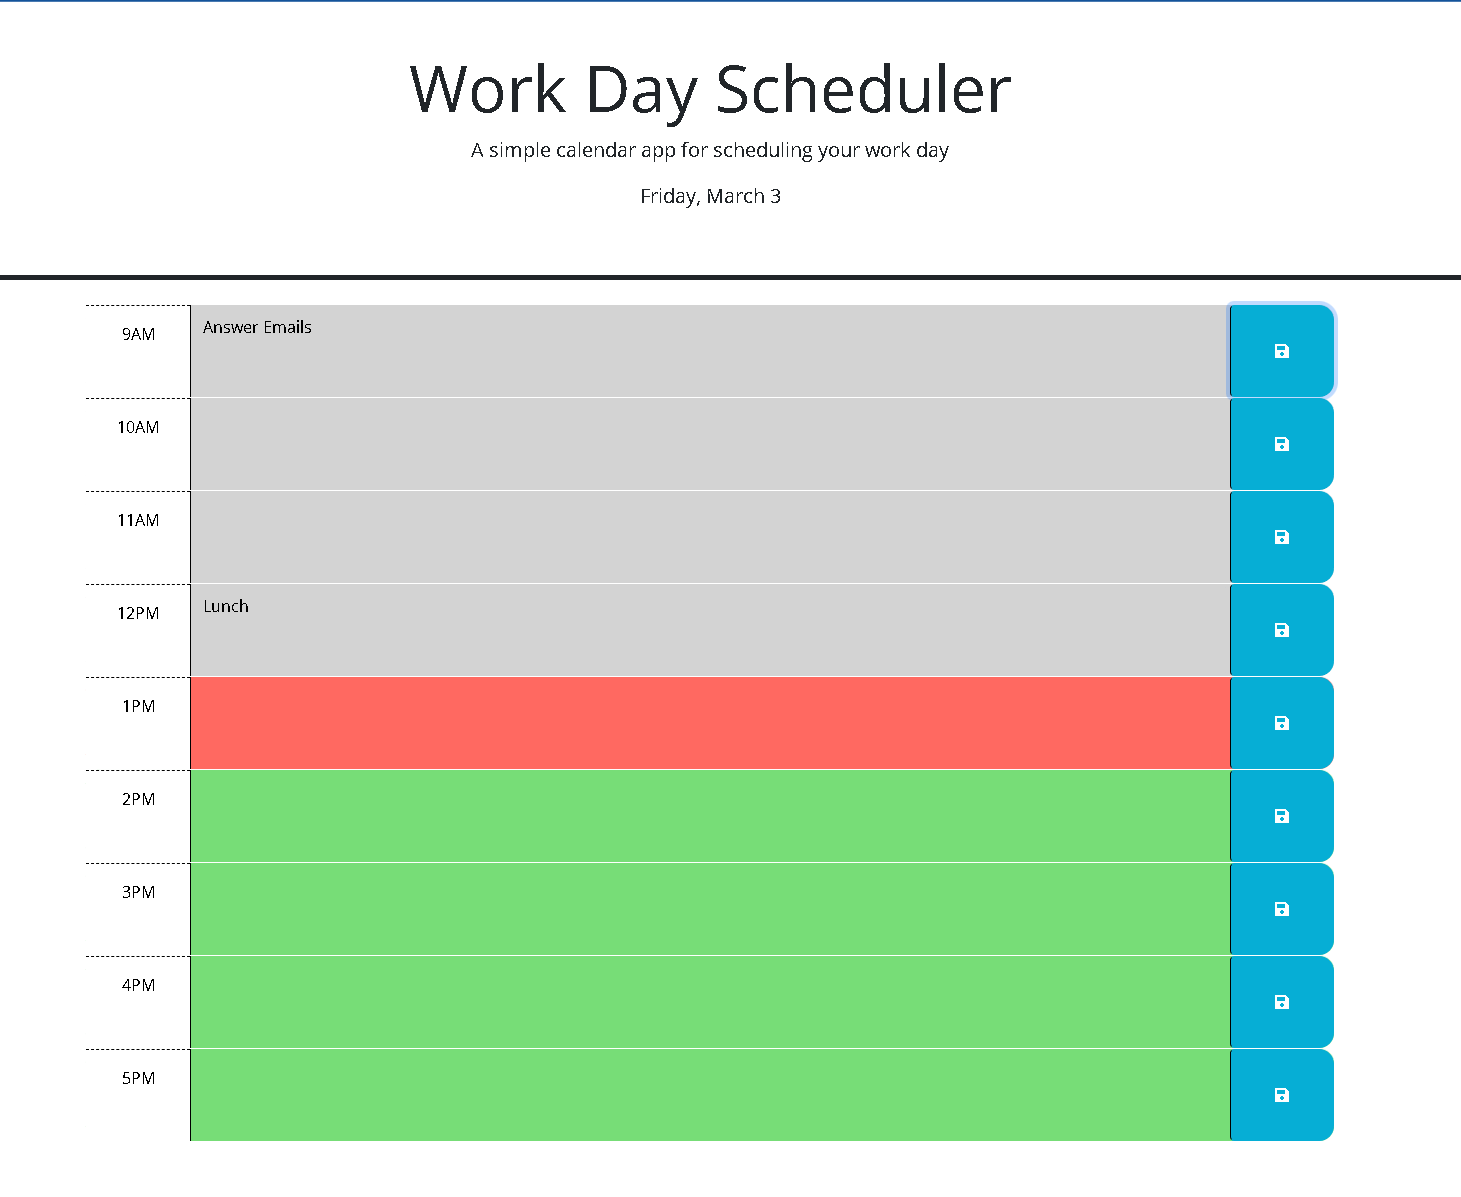 Work Day Scheduler
A simple calendar app for scheduling your work day
Friday, March 3
9AM
Answer Emails
10AM
11AM
12PM
Lunch
1PM
2PM
3PM
4PM
5PM